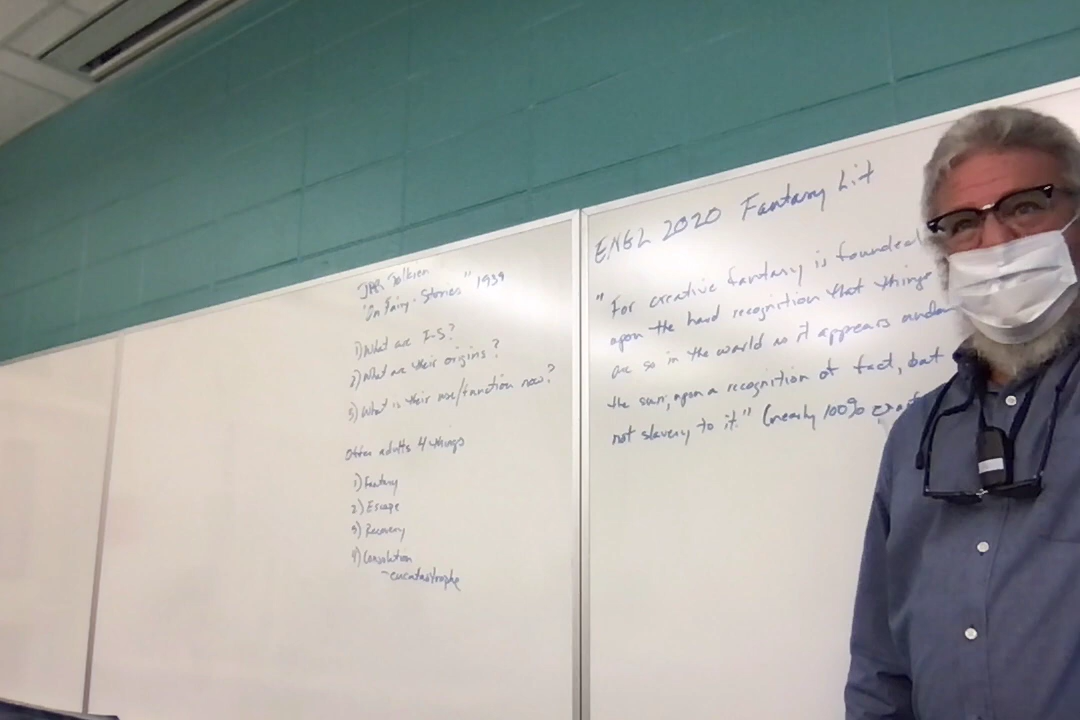 JRR Tolkien
"On Fairy-Stories" 1939
1) What are F-S?
2) What are their origins?
3) What is their use/function now?
Offer adults 4 things
1) Fantasy
2) Escape
3) Recovery
4) Consolation
-eucatastrophe
ENGL 2020 Fantasy Lit
"For creative fantasy is founded
upon the hard recognition that things
are so in the world as it appears under
the sun; upon a recognition of fact, but
not slavery to it." (nearly 100% exact